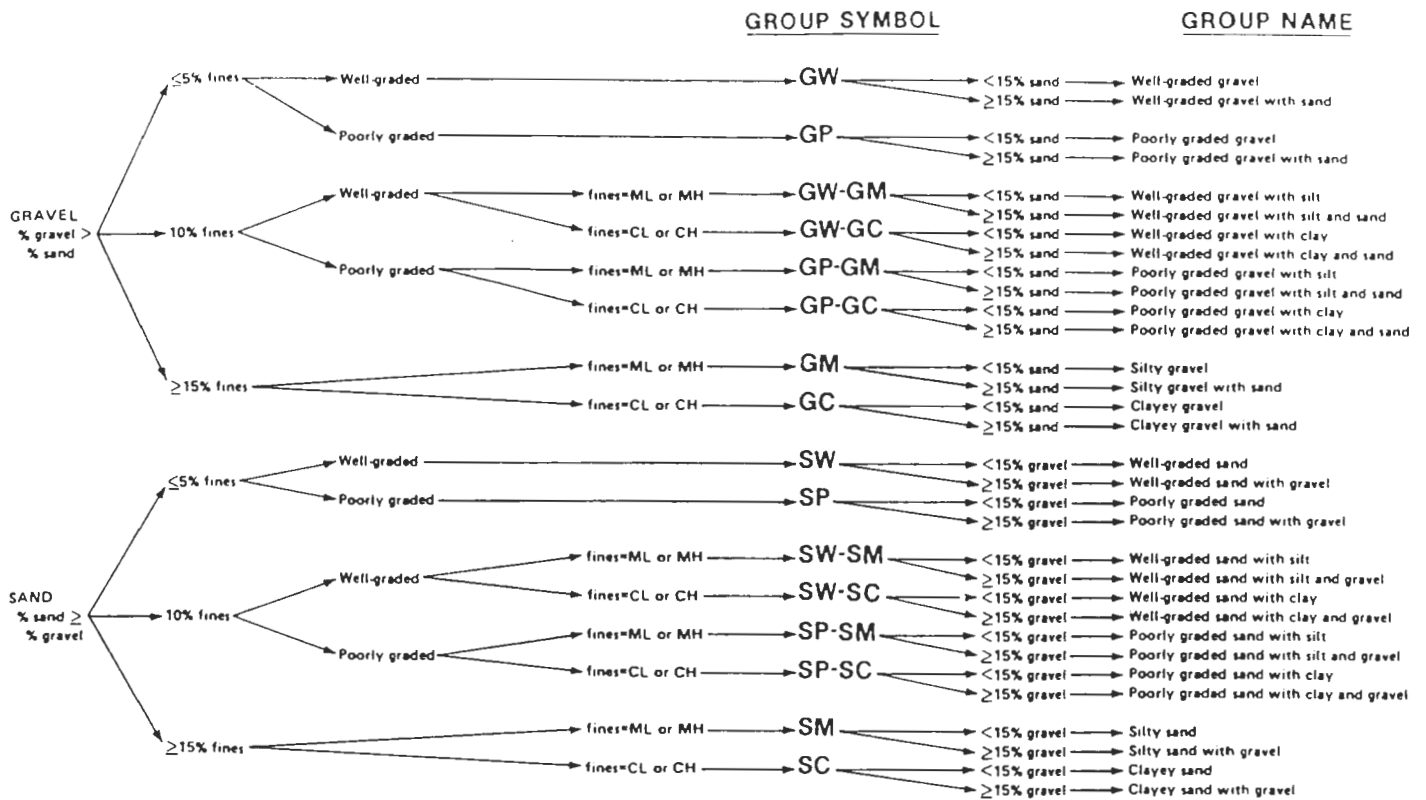 GROUP SYMBOL GROUP NAME
≤5% fines Well-graded GW <15% sand Well-graded gravel
≥15% sand Well-graded gravel with sand
Poorly graded GP <15% sand Poorly graded gravel
≥15% sand Poorly graded gravel with sand
GRAVEL
% gravel >
% sand
10% fines Well-graded fines=ML or MH GW-GM <15% sand Well-graded gravel with silt
≥15% sand Well-graded gravel with silt and sand
fines=CL or CH GW-GC <15% sand Well-graded gravel with clay
≥15% sand Well-graded gravel with clay and sand
Poorly graded fines=ML or MH GP-GM <15% sand Poorly graded gravel with silt
≥15% sand Poorly graded gravel with silt and sand
fines=CL or CH GP-GC <15% sand Poorly graded gravel with clay
≥15% sand Poorly graded gravel with clay and sand
≥15% fines fines=ML or MH GM <15% sand Silty gravel
≥15% sand Silty gravel with sand
fines=CL or CH GC <15% sand Clayey gravel
≥15% sand Clayey gravel with sand
≤5% fines Well-graded SW <15% gravel Well-graded sand
≥15% gravel Well-graded sand with gravel
Poorly graded SP <15% gravel Poorly graded sand
≥15% gravel Poorly graded sand with gravel
SAND
% sand ≥
% gravel
10% fines Well-graded fines=ML or MH SW-SM <15% gravel Well-graded sand with silt
≥15% gravel Well-graded sand with silt and gravel
fines=CL or CH SW-SC <15% gravel Well-graded sand with clay
≥15% gravel Well-graded sand with clay and gravel
Poorly graded fines=ML or MH SP-SM <15% gravel Poorly graded sand with silt
≥15% gravel Poorly graded sand with silt and gravel
fines=CL or CH SP-SC <15% gravel Poorly graded sand with clay
≥15% gravel Poorly graded sand with clay and gravel
≥15% fines fines=ML or MH SM <15% gravel Silty sand
≥15% gravel Silty sand with gravel
fines=CL or CH SC <15% gravel Clayey sand
≥15% gravel Clayey sand with gravel